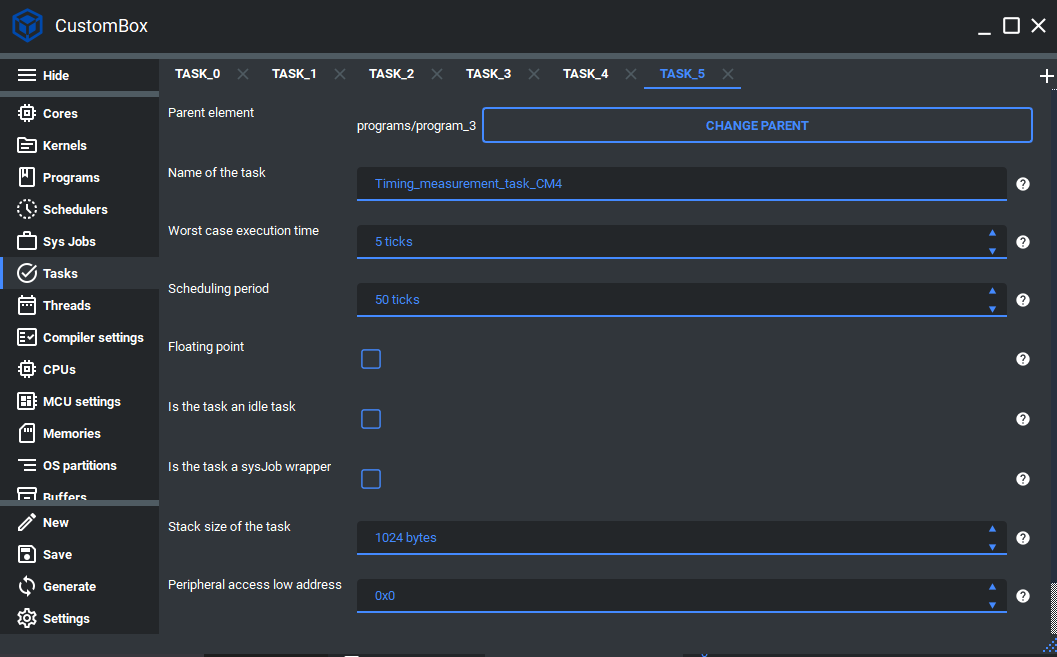 CustomBox
Hide
TASK_0 TASK_1 TASK_2 TASK_3 TASK_4 TASK_5
Cores
Kernels
Programs
Schedulers
Sys Jobs
Tasks
Threads
Compiler settings
CPUs
MCU settings
Memories
OS partitions
Buffers
New
Save
Generate
Settings
Parent element
programs/program_3 CHANGE PARENT
Name of the task
Timing_measurement_task_CM4
Worst case execution time
5 ticks
Scheduling period
50 ticks
Floating point
Is the task an idle task
Is the task a sysJob wrapper
Stack size of the task
1024 bytes
Peripheral access low address
0x0